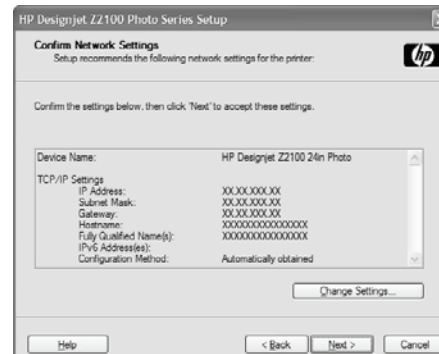 HP Designjet Z2100 Photo Series Setup
Confirm Network Settings
Setup recommends the following network settings for the printer:
hp
Confirm the settings below, then click 'Next' to accept these settings.
Device Name: HP Designjet Z2100 24in Photo
TCP/IP Settings
IP Address: XX.XX.XXX.XX
Subnet Mask: XX.XX.XXX.XX
Gateway: XX.XX.XXX.XX
Hostname: XXXXXXXXXXXXXXX
Fully Qualified Name(s): XXXXXXXXXXXXXXX
IPv6 Address(es):
Configuration Method: Automatically obtained
Change Settings...
Help
< Back
Next >
Cancel